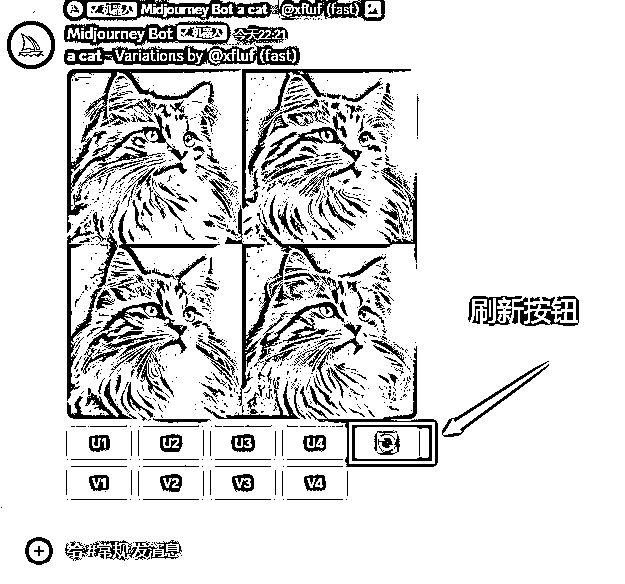 ✓机器人 Midjourney Bot a cat - @xfluf (fast)
Midjourney Bot ✓机器人 今天22:21
a cat - Variations by @xfluf (fast)
刷新按钮
U1 U2 U3 U4
V1 V2 V3 V4
给#常规发消息